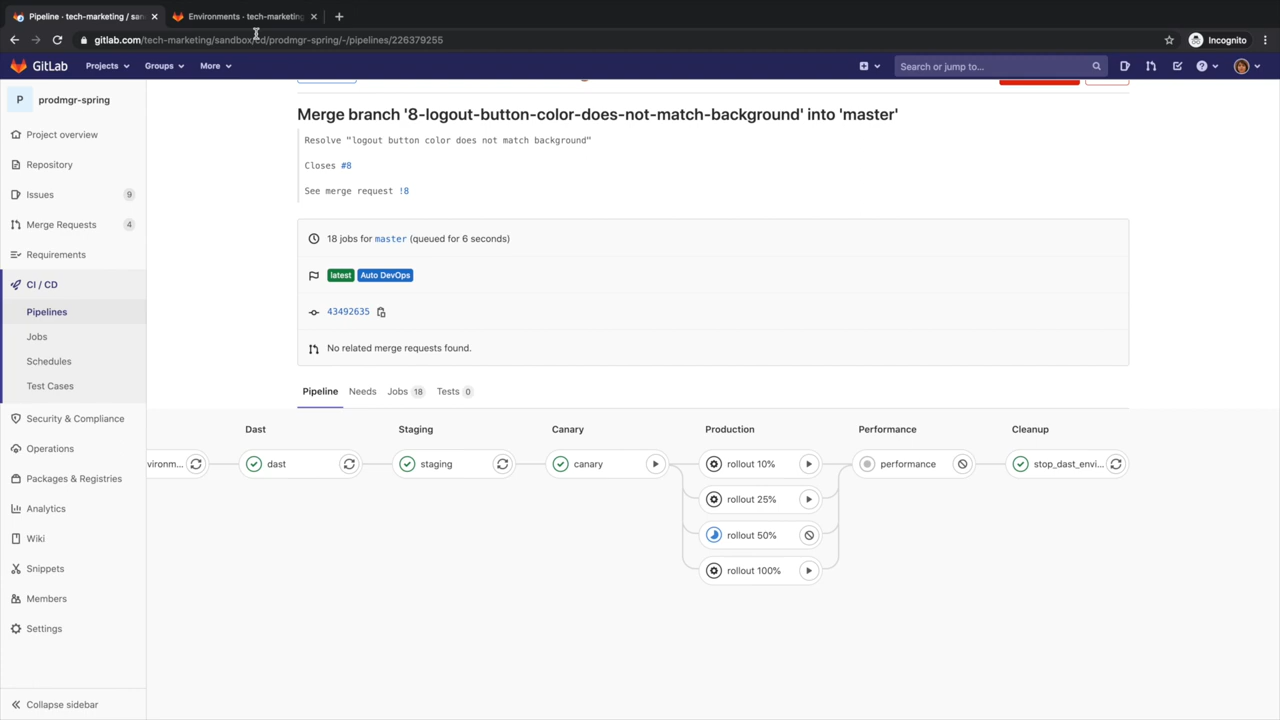 Pipeline · tech-marketing / san
Environments · tech-marketing
gitlab.com/tech-marketing/sandbox/cd/prodmgr-spring/-/pipelines/226379255
Incognito
GitLab
Projects
Groups
More
Search or jump to...
P
prodmgr-spring
Project overview
Repository
Issues
9
Merge Requests
4
Requirements
CI / CD
Pipelines
Jobs
Schedules
Test Cases
Security & Compliance
Operations
Packages & Registries
Analytics
Wiki
Snippets
Members
Settings
Collapse sidebar
Merge branch '8-logout-button-color-does-not-match-background' into 'master'
Resolve "logout button color does not match background"
Closes #8
See merge request !8
18 jobs for master (queued for 6 seconds)
latest Auto DevOps
43492635
No related merge requests found.
Pipeline Needs Jobs 18 Tests 0
Dast Staging Canary Production Performance Cleanup
vironm... dast staging canary rollout 10% performance stop_dast_envi...
rollout 25%
rollout 50%
rollout 100%